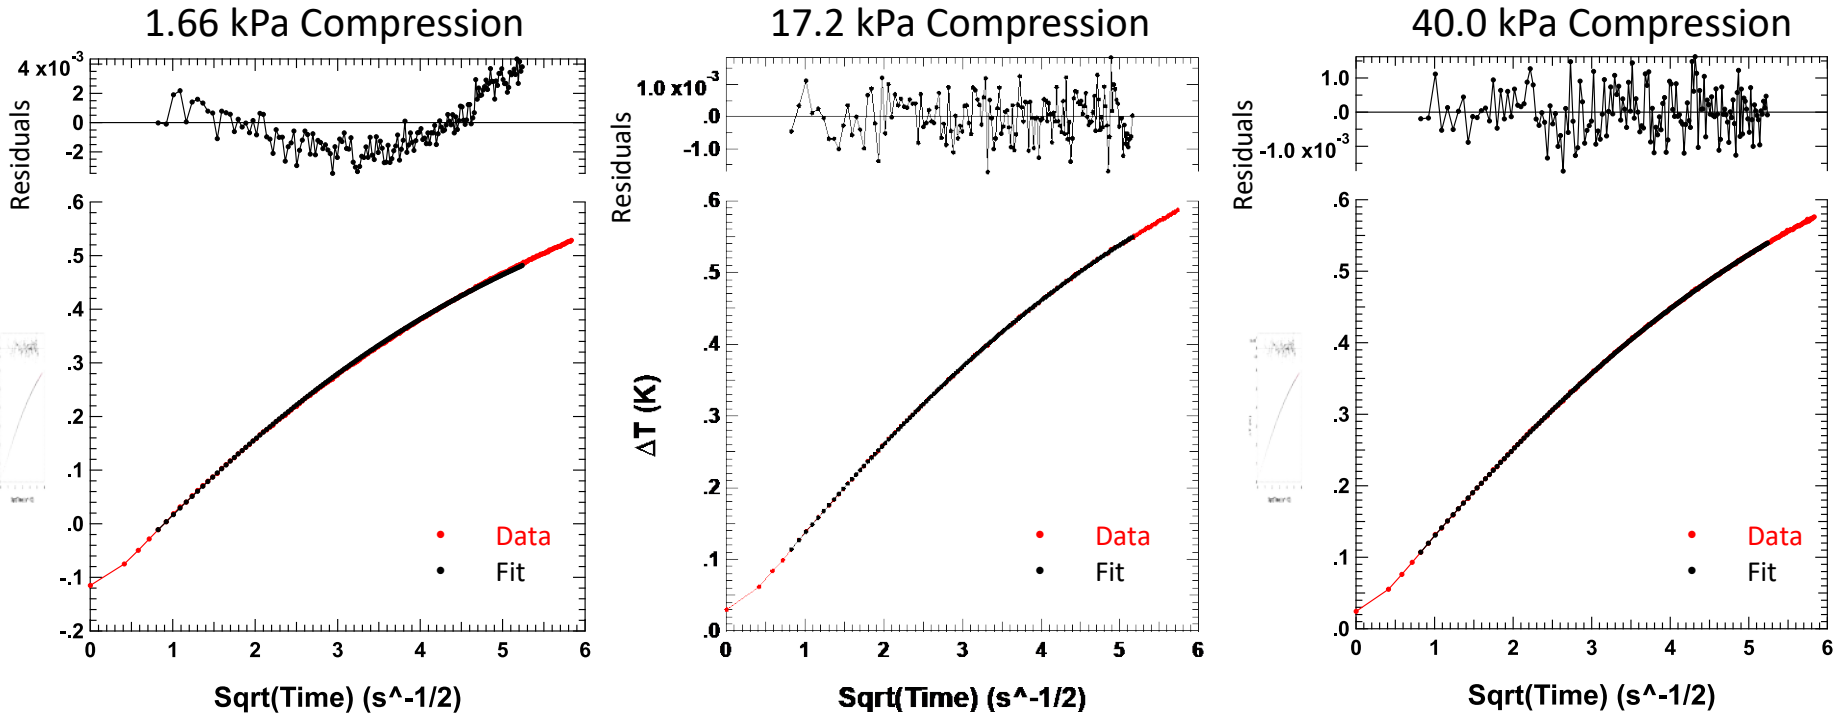 1.66 kPa Compression
4 x10^-3
2
0
-2
Residuals
.6
.5
.4
.3
.2
.1
.0
-.1
-.2
Data
Fit
0 1 2 3 4 5 6
Sqrt(Time) (s^-1/2)
17.2 kPa Compression
1.0 x10^-3
0
-1.0
Residuals
.6
.5
.4
.3
.2
.1
.0
ΔT (K)
Data
Fit
0 1 2 3 4 5 6
Sqrt(Time) (s^-1/2)
40.0 kPa Compression
1.0
0
-1.0 x10^-3
Residuals
.6
.5
.4
.3
.2
.1
.0
Data
Fit
0 1 2 3 4 5 6
Sqrt(Time) (s^-1/2)